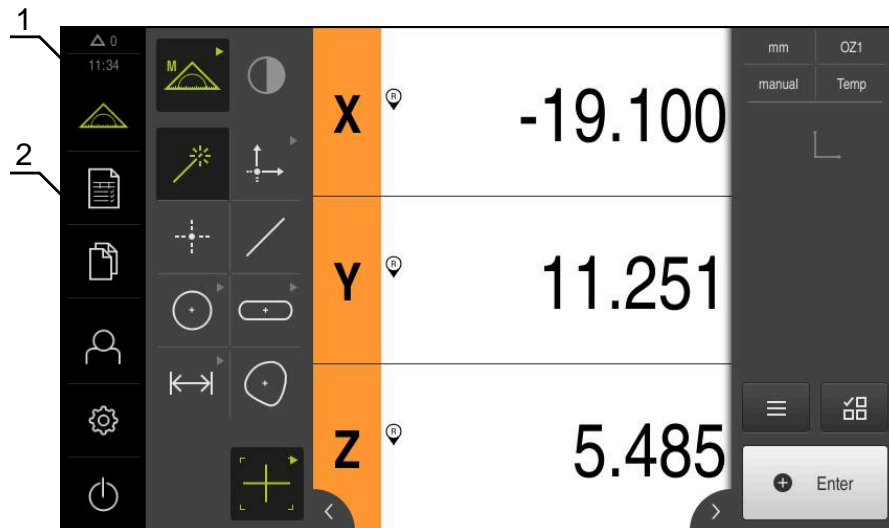 1
2
0
11:34
M
X R -19.100
Y R 11.251
Z R 5.485
mm OZ1
manual Temp
Enter